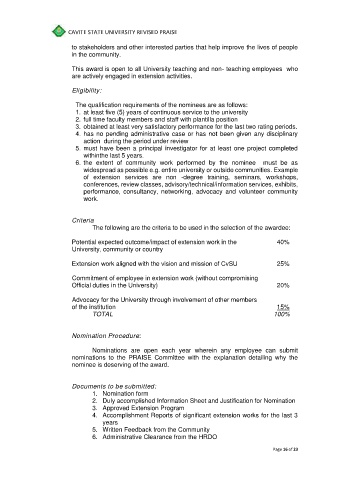 CAVITE STATE UNIVERSITY REVISED PRAISE
to stakeholders and other interested parties that help improve the lives of people
in the community.
This award is open to all University teaching and non- teaching employees who
are actively engaged in extension activities.
Eligibility:
The qualification requirements of the nominees are as follows:
1. at least five (5) years of continuous service to the university
2. full time faculty members and staff with plantilla position
3. obtained at least very satisfactory performance for the last two rating periods.
4. has no pending administrative case or has not been given any disciplinary
action during the period under review
5. must have been a principal investigator for at least one project completed
withinthe last 5 years.
6. the extent of community work performed by the nominee must be as
widespread as possible e.g. entire university or outside communities. Example
of extension services are non -degree training, seminars, workshops,
conferences, review classes, advisory/technical/information services, exhibits,
performance, consultancy, networking, advocacy and volunteer community
work.
Criteria
The following are the criteria to be used in the selection of the awardee:
Potential expected outcome/impact of extension work in the 40%
University, community or country
Extension work aligned with the vision and mission of CvSU 25%
Commitment of employee in extension work (without compromising
Official duties in the University) 20%
Advocacy for the University through involvement of other members
of the institution 15%
TOTAL 100%
Nomination Procedure:
Nominations are open each year wherein any employee can submit
nominations to the PRAISE Committee with the explanation detailing why the
nominee is deserving of the award.
Documents to be submitted:
1. Nomination form
2. Duly accomplished Information Sheet and Justification for Nomination
3. Approved Extension Program
4. Accomplishment Reports of significant extension works for the last 3
years
5. Written Feedback from the Community
6. Administrative Clearance from the HRDO
Page 16 of 23